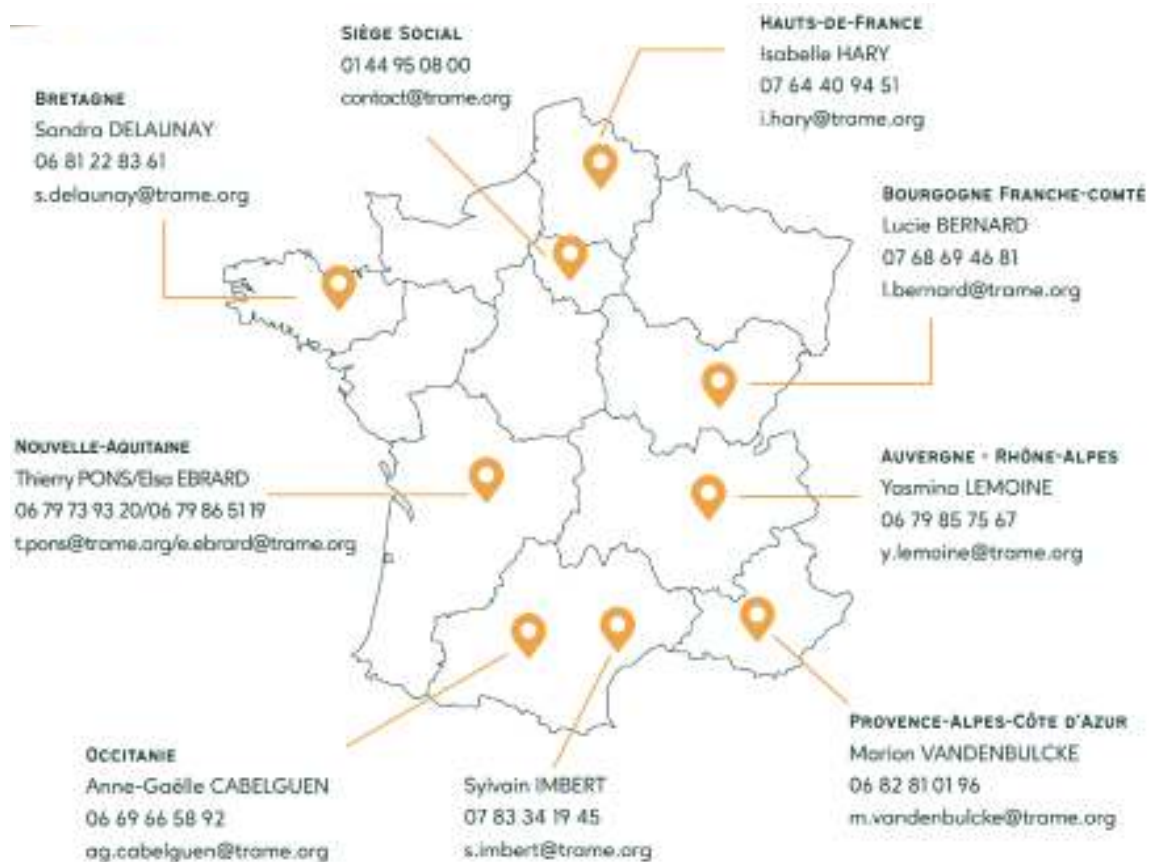 SIÈGE SOCIAL
01 44 95 08 00
contact@trame.org
HAUTS-DE-FRANCE
Isabelle HARY
07 64 40 94 51
i.hary@trame.org
BRETAGNE
Sandra DELAUNAY
06 81 22 83 61
s.delaunay@trame.org
BOURGOGNE FRANCHE-COMTÉ
Lucie BERNARD
07 68 69 46 81
l.bernard@trame.org
NOUVELLE-AQUITAINE
Thierry PONS/Elsa EBRARD
06 79 73 93 20/06 79 86 51 19
t.pons@trame.org/e.ebrard@trame.org
AUVERGNE - RHÔNE-ALPES
Yasmina LEMOINE
06 79 85 75 67
y.lemoine@trame.org
OCCITANIE
Anne-Gaëlle CABELGUEN
06 69 66 58 92
ag.cabelguen@trame.org
Sylvain IMBERT
07 83 34 19 45
s.imbert@trame.org
PROVENCE-ALPES-CÔTE D'AZUR
Marion VANDENBULCKE
06 82 81 01 96
m.vandenbulcke@trame.org